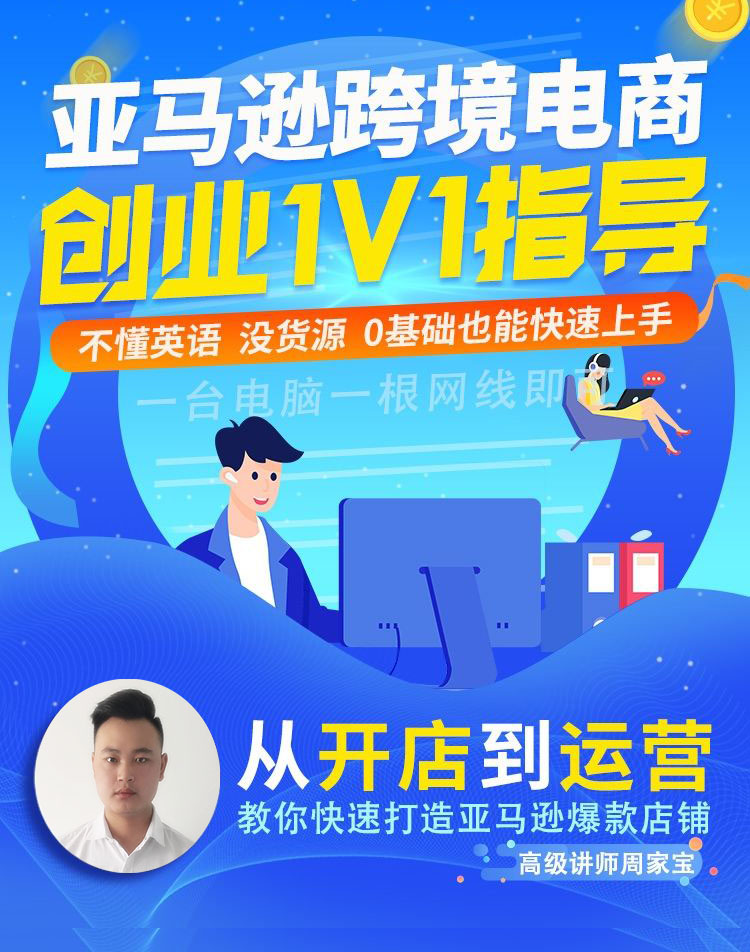 亚马逊跨境电商
创业1V1指导
不懂英语 没货源 0基础也能快速上手
一台电脑一根网线即可
从开店到运营
教你快速打造亚马逊爆款店铺
高级讲师周家宝